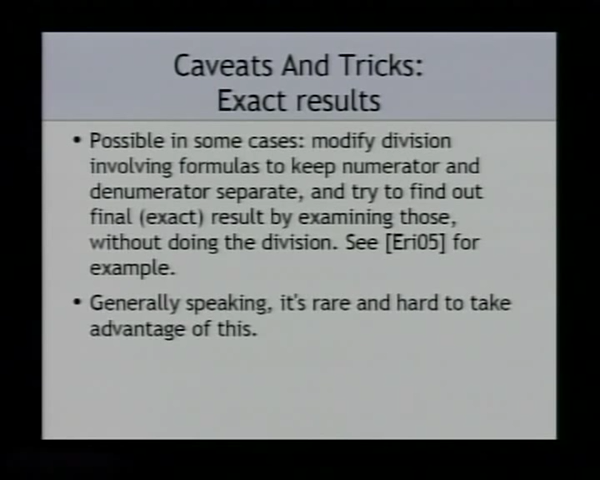 Caveats And Tricks:
Exact results
• Possible in some cases: modify division
involving formulas to keep numerator and
denumerator separate, and try to find out
final (exact) result by examining those,
without doing the division. See [Eri05] for
example.
• Generally speaking, it's rare and hard to take
advantage of this.